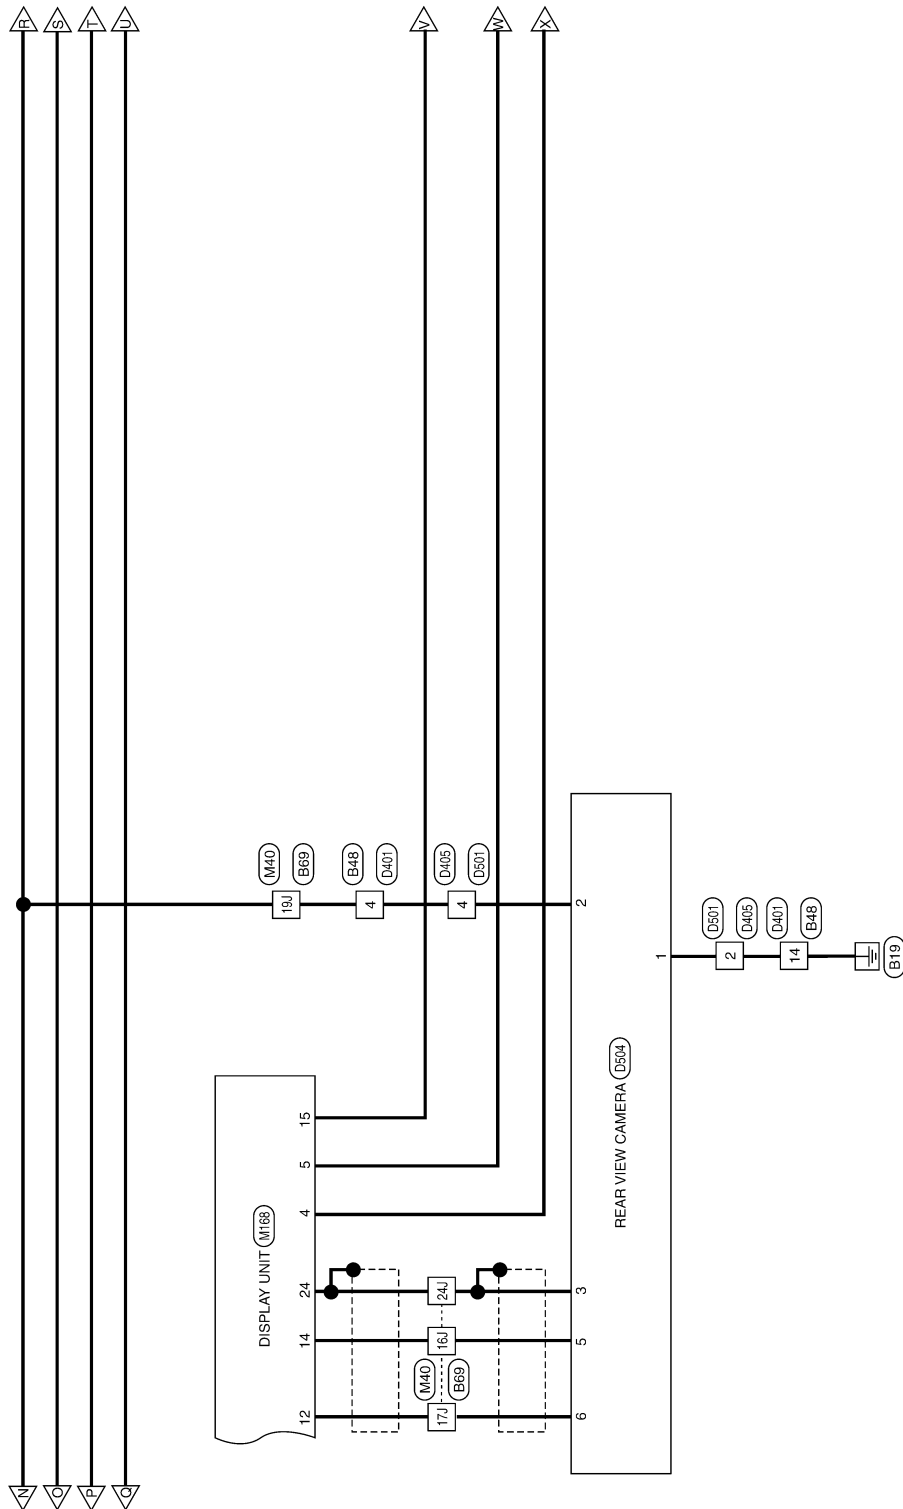 R
S
T
U
V
W
X
M40
B69
19J
B48
D401
4
D405
D501
4
2
1
D501
D405
2
D401
B48
14
B19
REAR VIEW CAMERA D504
DISPLAY UNIT M168
15
5
4
24
14
12
24J
16J
M40
B69
17J
3
5
6
N
O
P
Q